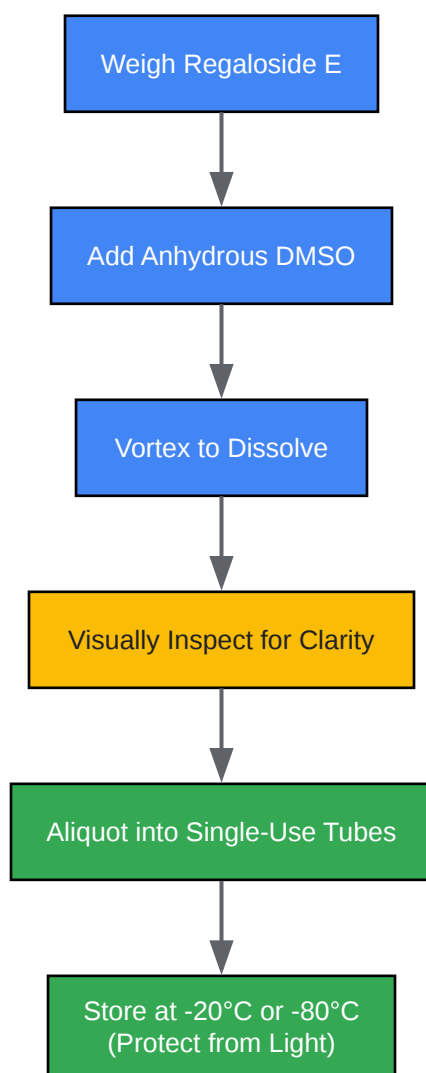 Weigh Regaloside E
Add Anhydrous DMSO
Vortex to Dissolve
Visually Inspect for Clarity
Aliquot into Single-Use Tubes
Store at -20°C or -80°C
(Protect from Light)